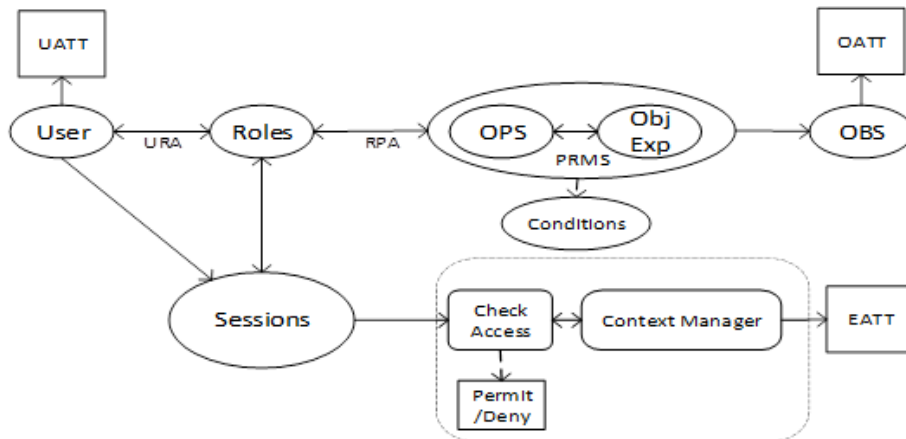 UATT
OATT
User
URA
Roles
RPA
OPS
Obj
Exp
PRMS
OBS
Conditions
Sessions
Check
Access
Context Manager
EATT
Permit
/Deny